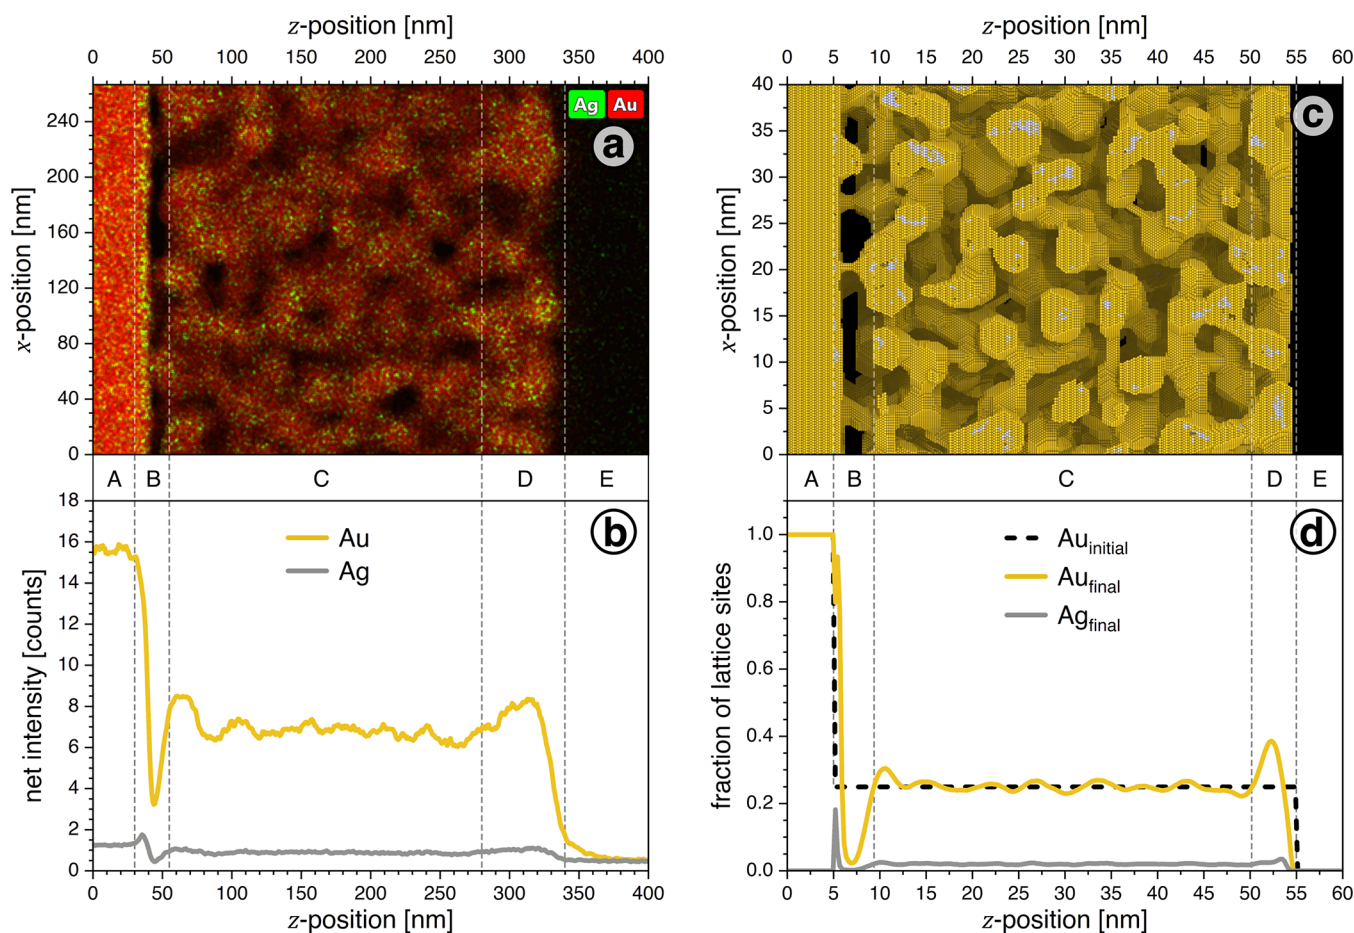 z-position [nm]
0 50 100 150 200 250 300 350 400
x-position [nm]
240
200
160
120
80
40
0
Ag Au
a
A B C D E
net intensity [counts]
18
16
14
12
10
8
6
4
2
0
Au
Ag
b
0 50 100 150 200 250 300 350 400
z-position [nm]
z-position [nm]
0 5 10 15 20 25 30 35 40 45 50 55 60
x-position [nm]
40
35
30
25
20
15
10
5
0
c
A B C D E
fraction of lattice sites
1.0
0.8
0.6
0.4
0.2
0.0
Au_initial
Au_final
Ag_final
d
0 5 10 15 20 25 30 35 40 45 50 55 60
z-position [nm]